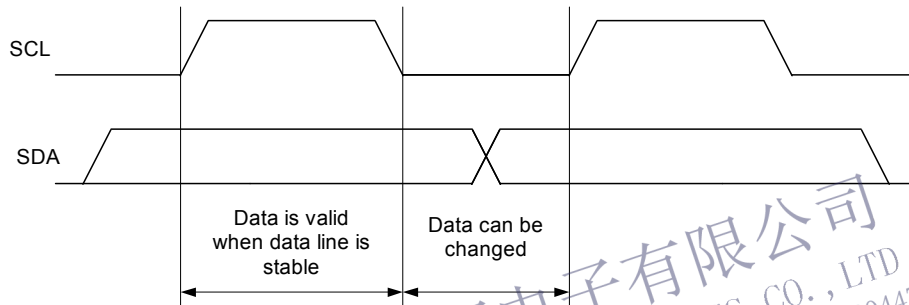 SCL
SDA
Data is valid
when data line is
stable
Data can be
changed
电子有限公司
CO., LTD